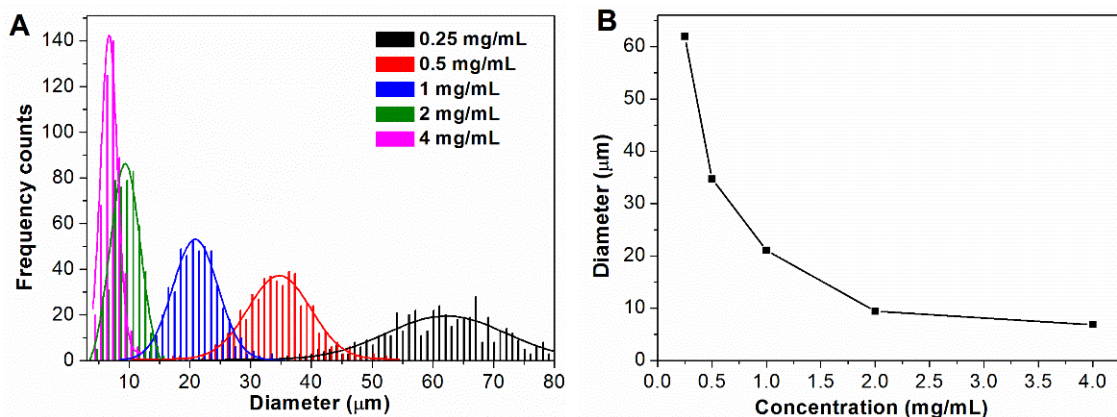 A
Frequency counts
140
120
100
80
60
40
20
0
10 20 30 40 50 60 70 80
Diameter (μm)
0.25 mg/mL
0.5 mg/mL
1 mg/mL
2 mg/mL
4 mg/mL
B
Diameter (μm)
60
50
40
30
20
10
0
0.0 0.5 1.0 1.5 2.0 2.5 3.0 3.5 4.0
Concentration (mg/mL)